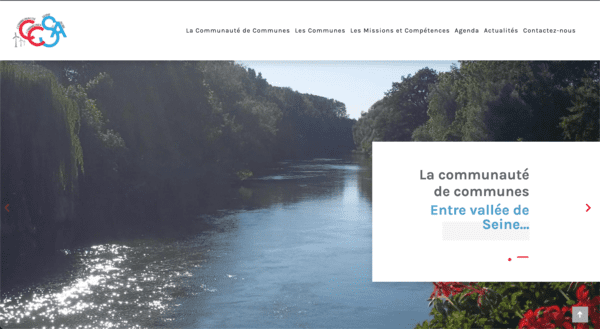 CCSA
La Communauté de Communes Les Communes Les Missions et Compétences Agenda Actualités Contactez-nous
La communauté
de communes
Entre vallée de
Seine...